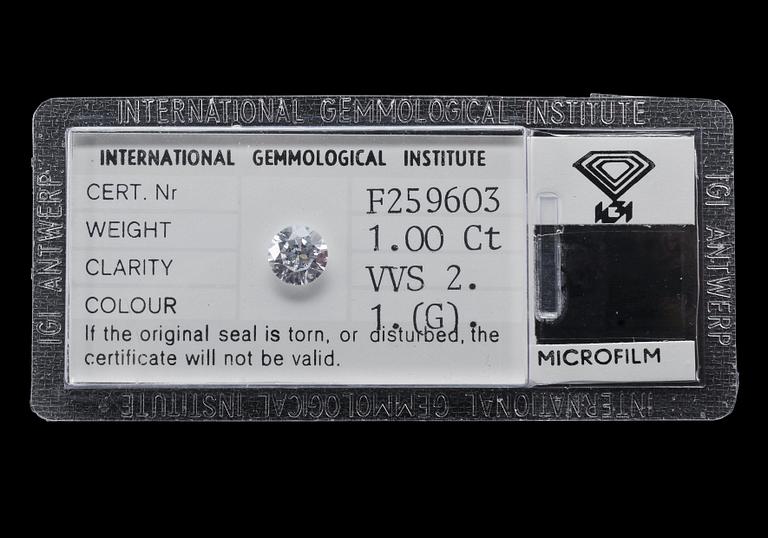 INTERNATIONAL GEMMOLOGICAL INSTITUTE
INTERNATIONAL GEMMOLOGICAL INSTITUTE
CERT. Nr F259603
WEIGHT 1.00 Ct
CLARITY VVS 2.
COLOUR 1.(G).
If the original seal is torn, or disturbed, the
certificate will not be valid.
IGI
MICROFILM
IGI ANTWERP
IGI ANTWERP
INTERNATIONAL GEMMOLOGICAL INSTITUTE